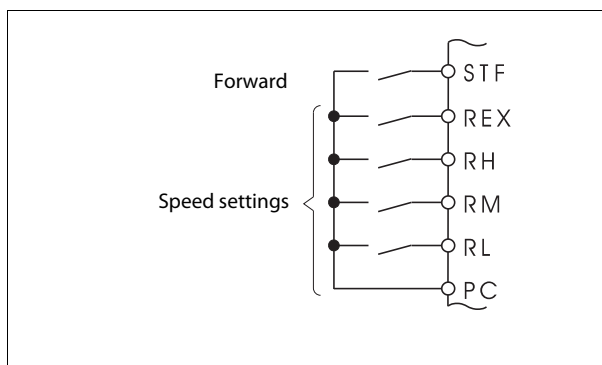 Forward
STF
REX
RH
Speed settings
RM
RL
PC